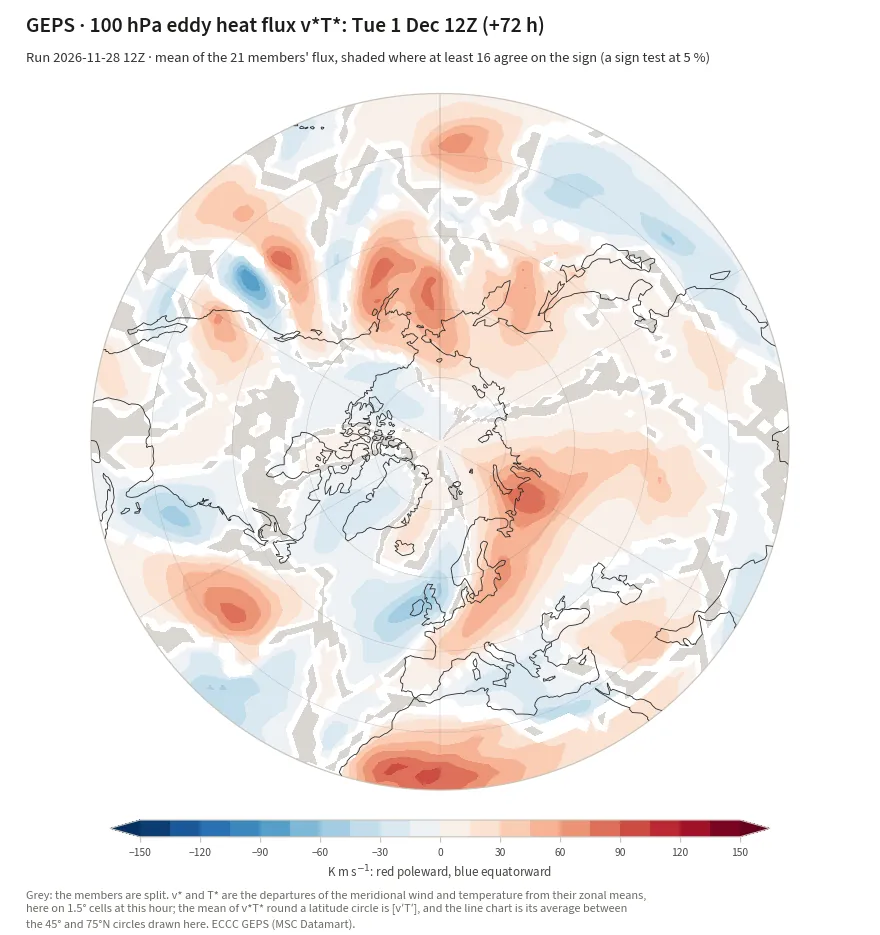 GEPS · 100 hPa eddy heat flux v*T*: Tue 1 Dec 12Z (+72 h)
Run 2026-11-28 12Z · mean of the 21 members' flux, shaded where at least 16 agree on the sign (a sign test at 5 %)
−150 −120 −90 −60 −30 0 30 60 90 120 150
K m s⁻¹: red poleward, blue equatorward
Grey: the members are split. v* and T* are the departures of the meridional wind and temperature from their zonal means,
here on 1.5° cells at this hour; the mean of v*T* round a latitude circle is [v'T'], and the line chart is its average between
the 45° and 75°N circles drawn here. ECCC GEPS (MSC Datamart).